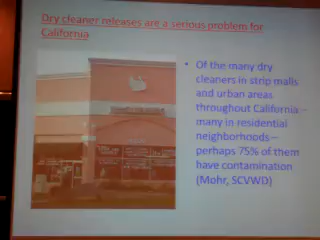 Dry cleaner releases are a serious problem for
California
• Of the many dry
cleaners in strip malls
and urban areas
throughout California –
many in residential
neighborhoods –
perhaps 75% of them
have contamination
(Mohr, SCVWD)